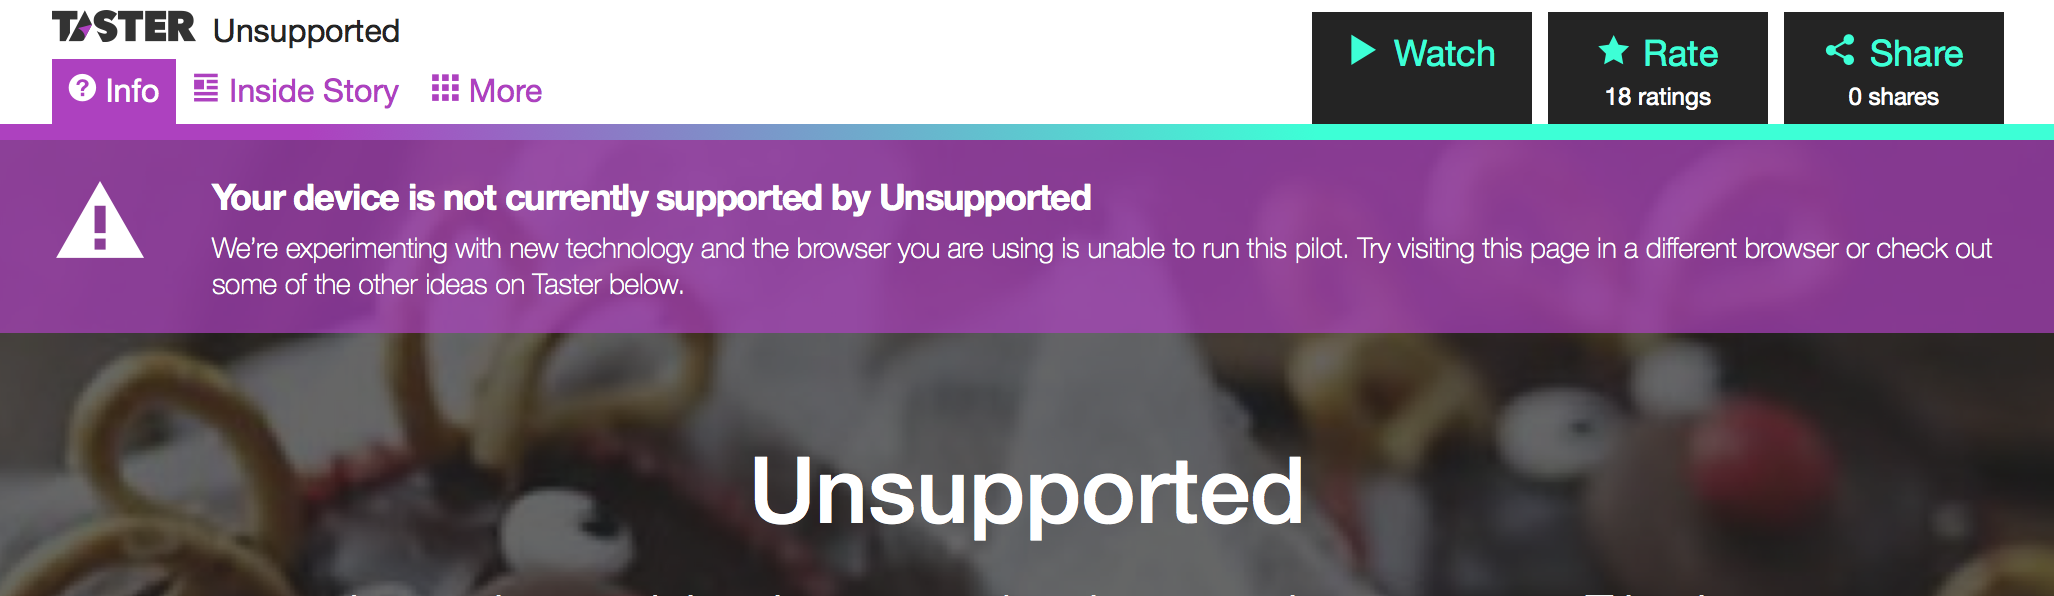 TASTER Unsupported
Info Inside Story More
Watch
Rate
18 ratings
Share
0 shares
Your device is not currently supported by Unsupported
We're experimenting with new technology and the browser you are using is unable to run this pilot. Try visiting this page in a different browser or check out
some of the other ideas on Taster below.
Unsupported